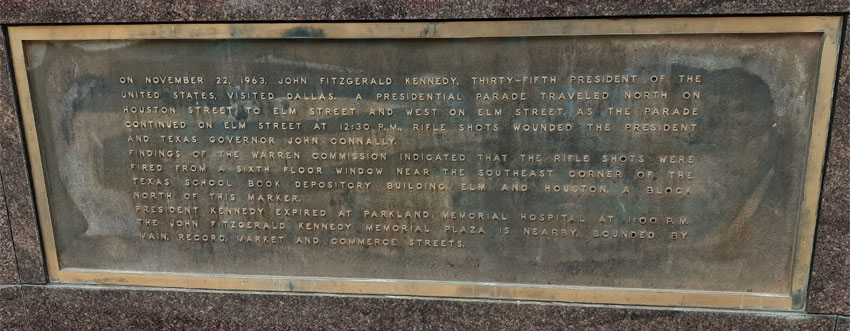 ON NOVEMBER 22, 1963, JOHN FITZGERALD KENNEDY, THIRTY-FIFTH PRESIDENT OF THE
UNITED STATES, VISITED DALLAS. A PRESIDENTIAL PARADE TRAVELED NORTH ON
HOUSTON STREET TO ELM STREET AND WEST ON ELM STREET. AS THE PARADE
CONTINUED ON ELM STREET AT 12:30 P.M., RIFLE SHOTS WOUNDED THE PRESIDENT
AND TEXAS GOVERNOR JOHN CONNALLY.
FINDINGS OF THE WARREN COMMISSION INDICATED THAT THE RIFLE SHOTS WERE
FIRED FROM A SIXTH FLOOR WINDOW NEAR THE SOUTHEAST CORNER OF THE
TEXAS SCHOOL BOOK DEPOSITORY BUILDING, ELM AND HOUSTON, A BLOCK
NORTH OF THIS MARKER.
PRESIDENT KENNEDY EXPIRED AT PARKLAND MEMORIAL HOSPITAL AT 1:00 P.M.
THE JOHN FITZGERALD KENNEDY MEMORIAL PLAZA IS NEARBY, BOUNDED BY
MAIN, RECORD, MARKET AND COMMERCE STREETS.